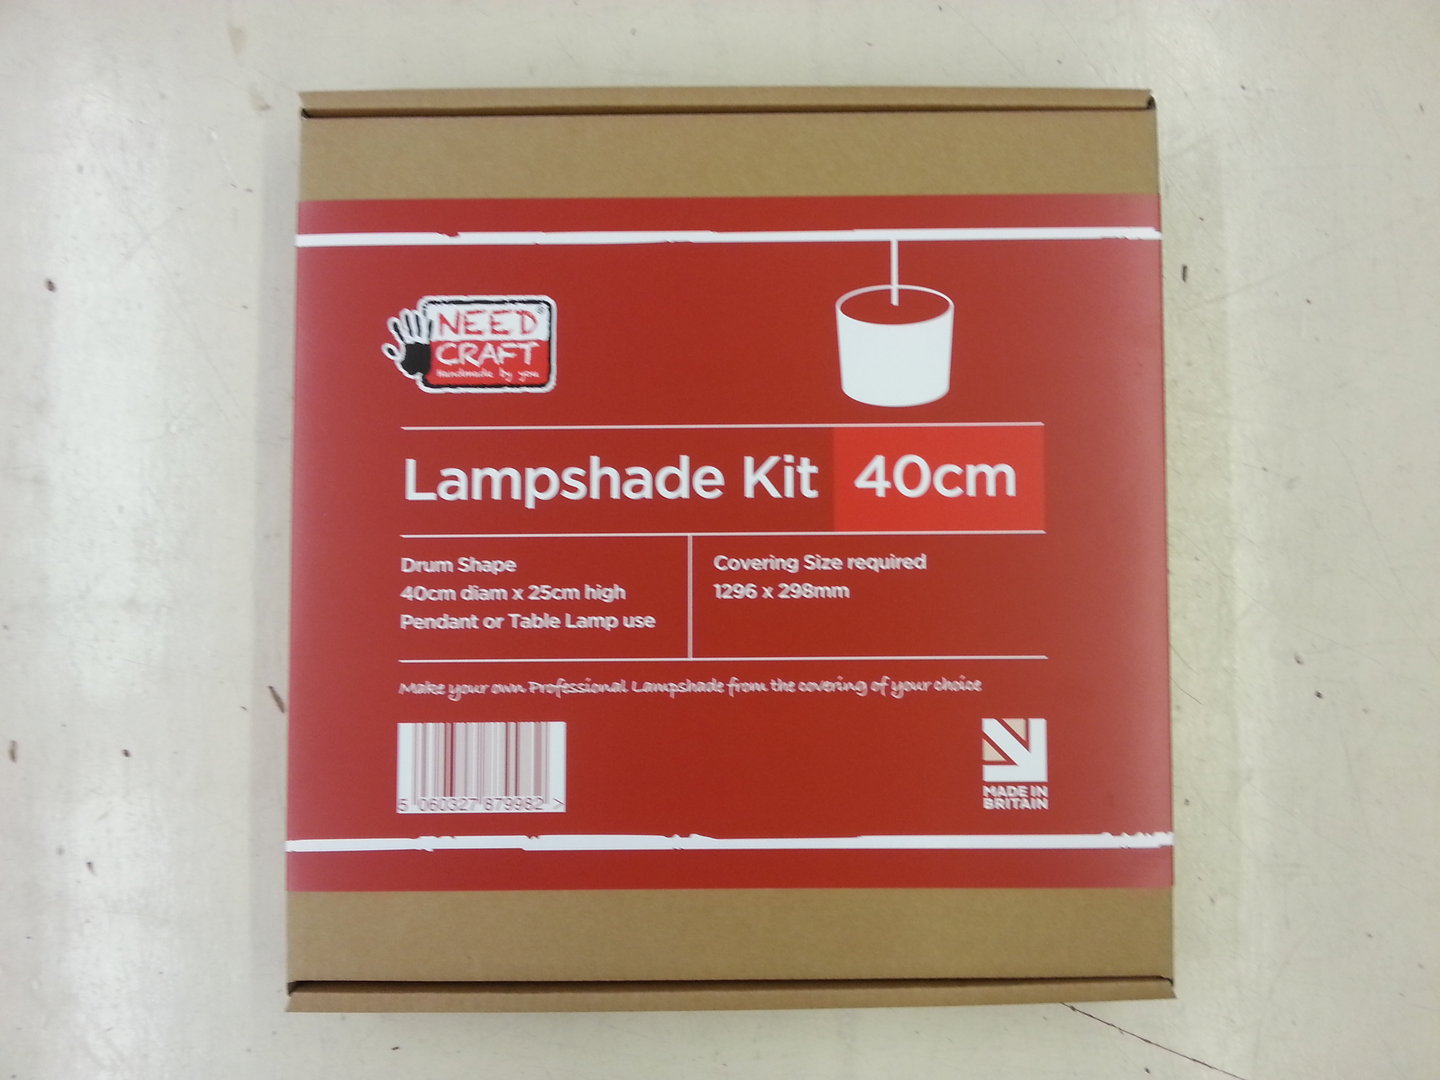 NEED®
CRAFT
Handmade by you
Lampshade Kit 40cm
Drum Shape
40cm diam x 25cm high
Pendant or Table Lamp use
Covering Size required
1296 x 298mm
Make your own Professional Lampshade from the covering of your choice
5 060327 879982 >
MADE IN
BRITAIN